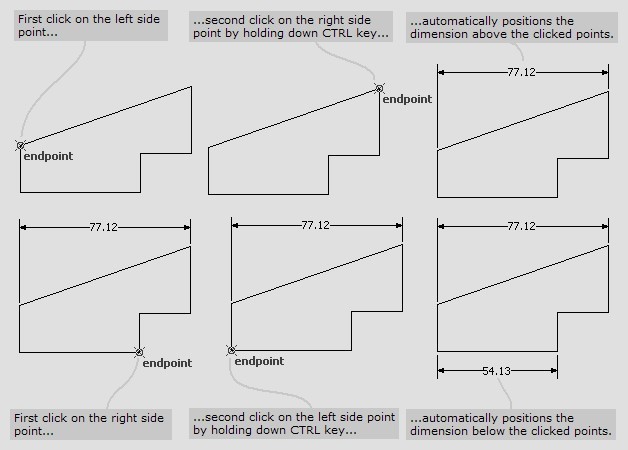 First click on the left side
point...
...second click on the right side
point by holding down CTRL key...
...automatically positions the
dimension above the clicked points.
77.12
endpoint
endpoint
77.12
77.12
77.12
endpoint
endpoint
54.13
First click on the right side
point...
...second click on the left side point
by holding down CTRL key...
...automatically positions the
dimension below the clicked points.